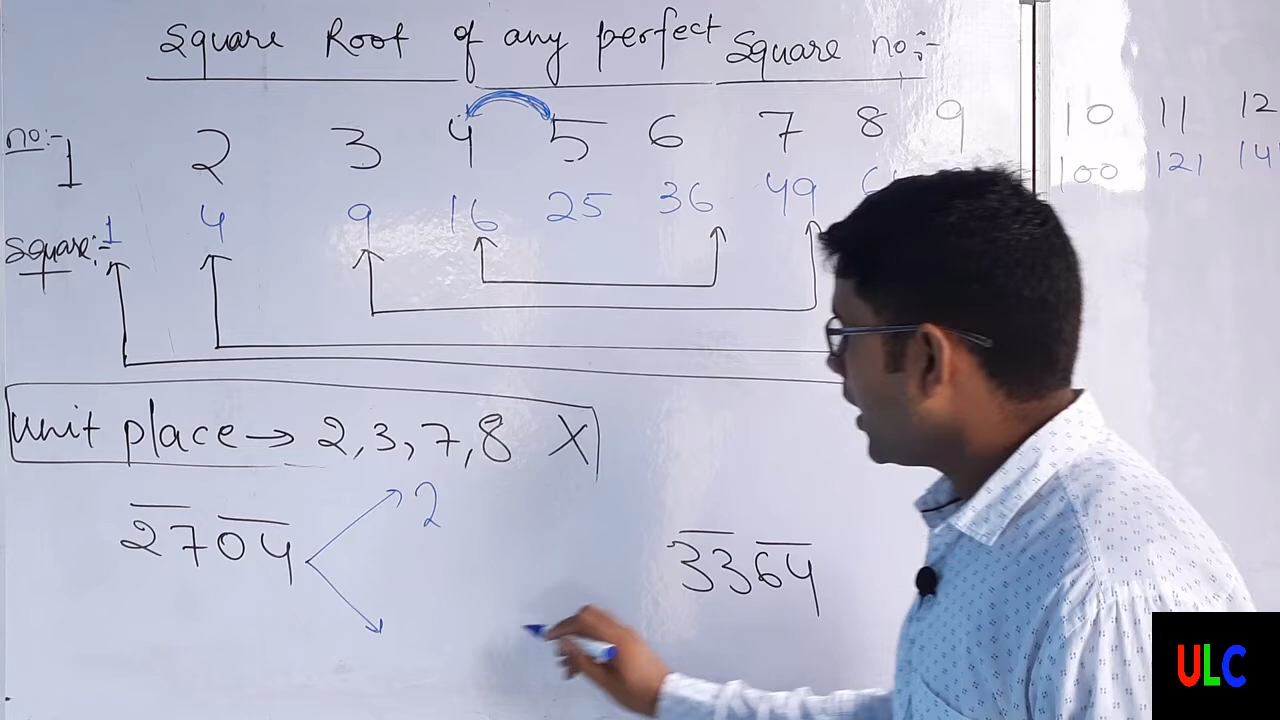 Square Root of any perfect Square no:-
no:- 1 2 3 4 5 6 7 8 9 10 11 12
Square:- 1 4 9 16 25 36 49 100 121
unit place → 2, 3, 7, 8 X
2704 2
3364
ULC